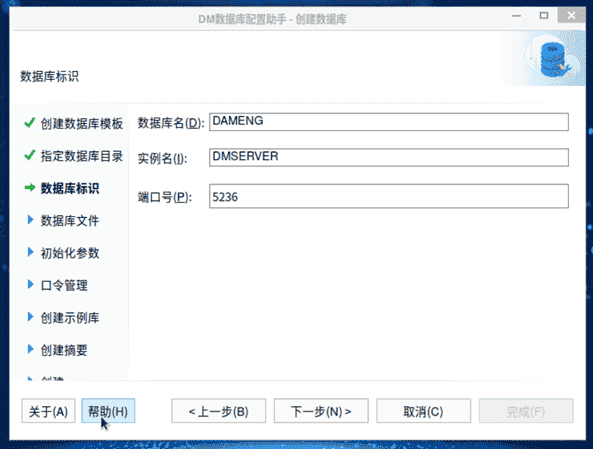 DM数据库配置助手 - 创建数据库
数据库标识
创建数据库模板
指定数据库目录
数据库标识
数据库文件
初始化参数
口令管理
创建示例库
创建摘要
数据库名(D): DAMENG
实例名(I): DMSERVER
端口号(P): 5236
关于(A) 帮助(H) < 上一步(B) 下一步(N) > 取消(C) 完成(F)